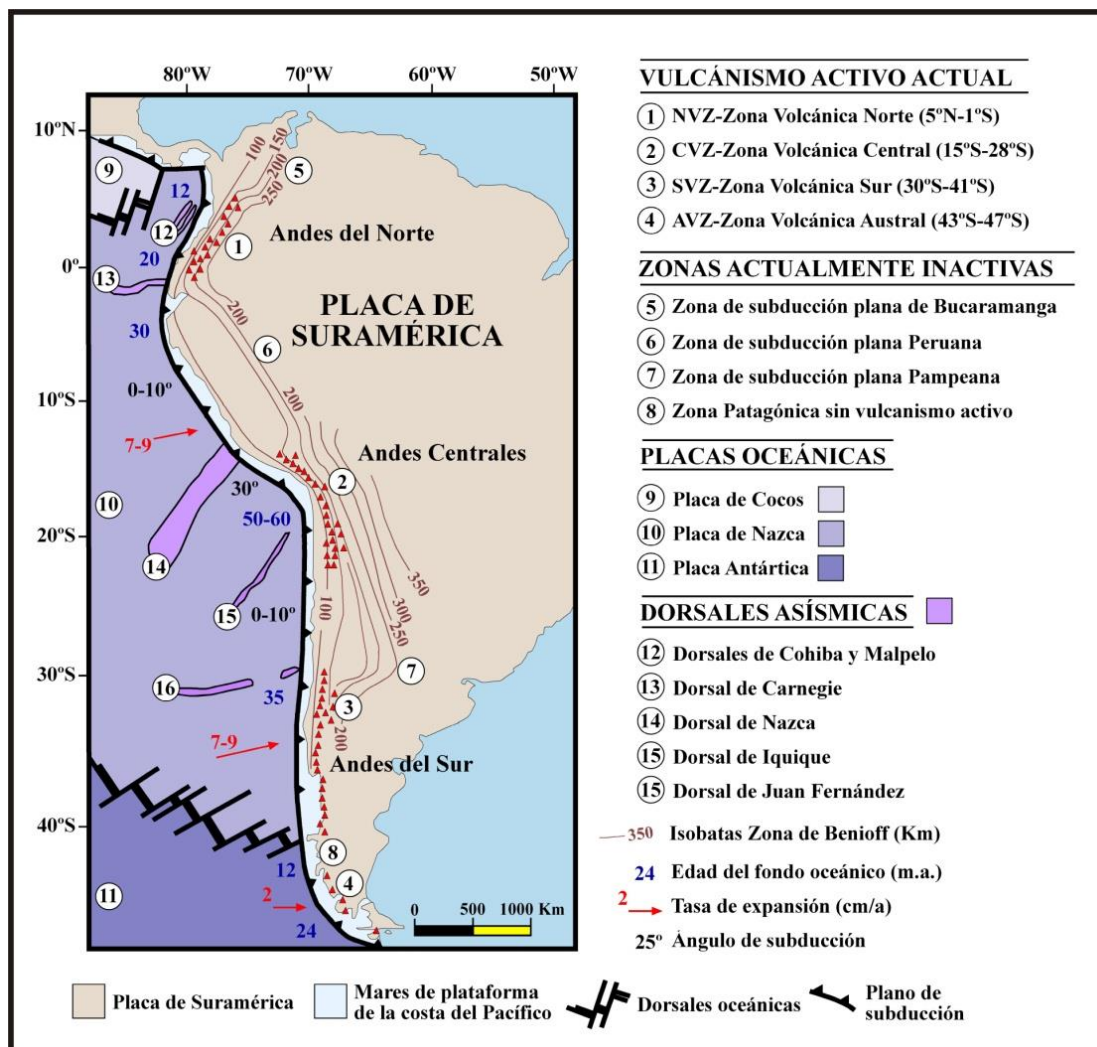 80ºW 70ºW 60ºW 50ºW
10ºN
0º
10ºS
20ºS
30ºS
40ºS
9
12
12
20
13
30
0-10º
7-9
10
30º
50-60
14
15
0-10º
16
35
7-9
12
11
2
24
100
150
200
250
5
1
Andes del Norte
PLACA DE
SURAMÉRICA
200
6
200
Andes Centrales
2
350
300
250
100
7
3
200
Andes del Sur
8
4
0 500 1000 Km
VULCÁNISMO ACTIVO ACTUAL
1 NVZ-Zona Volcánica Norte (5ºN-1ºS)
2 CVZ-Zona Volcánica Central (15ºS-28ºS)
3 SVZ-Zona Volcánica Sur (30ºS-41ºS)
4 AVZ-Zona Volcánica Austral (43ºS-47ºS)
ZONAS ACTUALMENTE INACTIVAS
5 Zona de subducción plana de Bucaramanga
6 Zona de subducción plana Peruana
7 Zona de subducción plana Pampeana
8 Zona Patagónica sin vulcanismo activo
PLACAS OCEÁNICAS
9 Placa de Cocos
10 Placa de Nazca
11 Placa Antártica
DORSALES ASÍSMICAS
12 Dorsales de Cohiba y Malpelo
13 Dorsal de Carnegie
14 Dorsal de Nazca
15 Dorsal de Iquique
15 Dorsal de Juan Fernández
350 Isobatas Zona de Benioff (Km)
24 Edad del fondo oceánico (m.a.)
2 Tasa de expansión (cm/a)
25º Ángulo de subducción
Placa de Suramérica
Mares de plataforma
de la costa del Pacífico
Dorsales oceánicas
Plano de
subducción